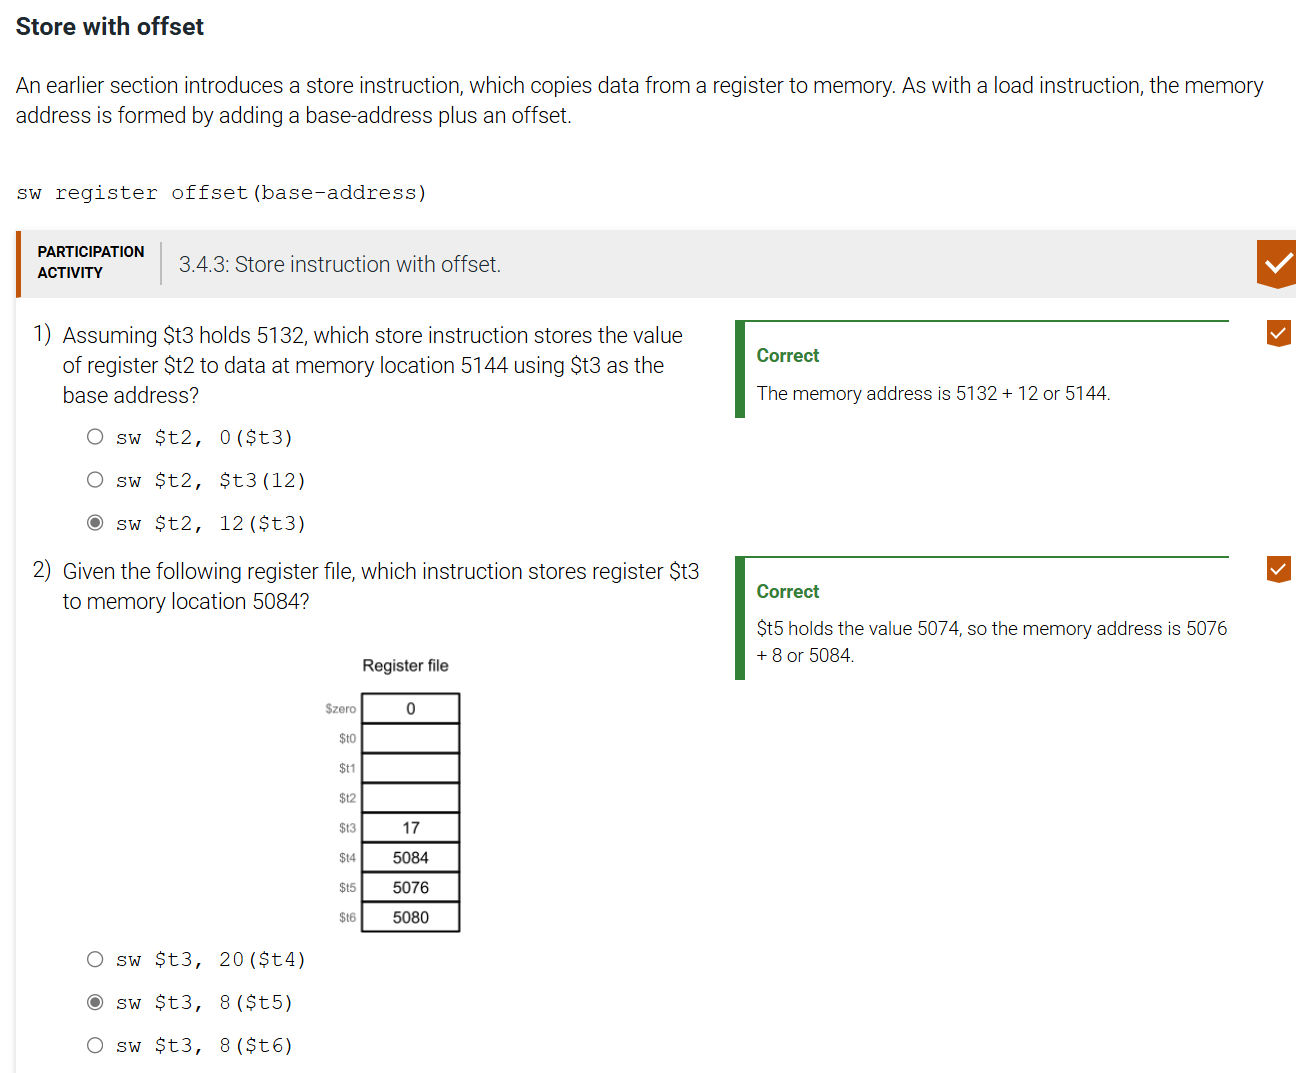 Store with offset
An earlier section introduces a store instruction, which copies data from a register to memory. As with a load instruction, the memory
address is formed by adding a base-address plus an offset.
sw register offset(base-address)
PARTICIPATION
ACTIVITY
3.4.3: Store instruction with offset.
1) Assuming $t3 holds 5132, which store instruction stores the value
of register $t2 to data at memory location 5144 using $t3 as the
base address?
sw $t2, 0($t3)
sw $t2, $t3(12)
sw $t2, 12($t3)
Correct
The memory address is 5132 + 12 or 5144.
2) Given the following register file, which instruction stores register $t3
to memory location 5084?
Register file
$zero 0
$t0
$t1
$t2
$t3 17
$t4 5084
$t5 5076
$t6 5080
sw $t3, 20($t4)
sw $t3, 8($t5)
sw $t3, 8($t6)
Correct
$t5 holds the value 5074, so the memory address is 5076
+ 8 or 5084.